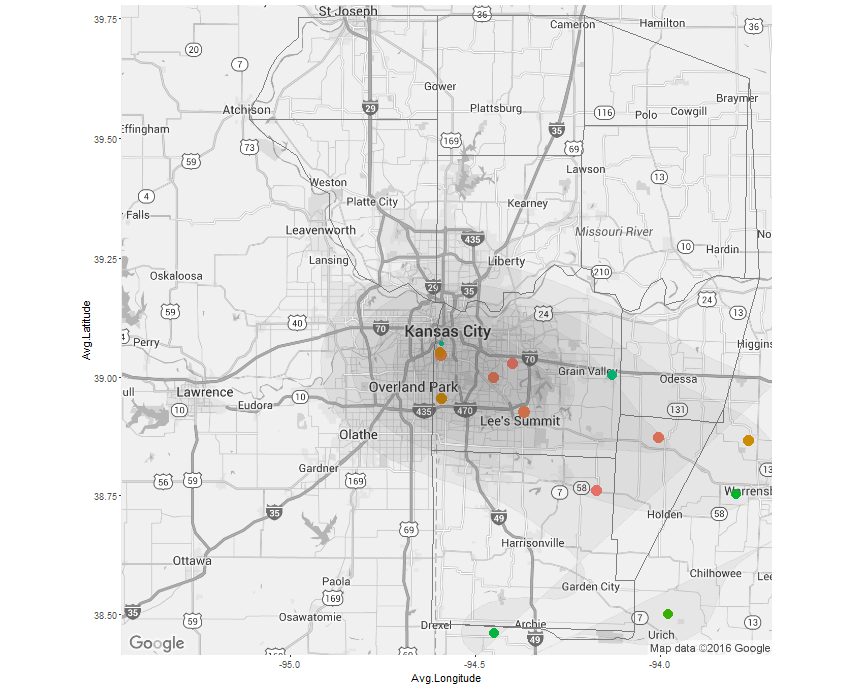 St Joseph
36
Cameron
Hamilton
36
39.75
20
7
Gower
Plattsburg
29
Atchison
116
Polo
Cowgill
Braymer
39.50
Effingham
35
169
73
69
59
Lawson
Weston
13
4
Platte City
Kearney
Falls
Leavenworth
435
Missouri River
No
10
Hardin
39.25
Lansing
Liberty
210
Oskaloosa
29
35
24
59
24
13
40
70
Kansas City
Perry
Higgins
Avg.Latitude
70
39.00
Grain Valley
Odessa
ull
Lawrence
Overland Park
10
Eudora
10
435
470
131
Lee's Summit
Olathe
Gardner
13
38.75
56
59
169
7
58
Warrensb
35
49
Holden
58
69
Harrisonville
Ottawa
Chilhowee
Lee
Paola
Garden City
169
38.50
35
59
Osawatomie
Drexel
Archie
7
13
49
Urich
Google
Map data ©2016 Google
-95.0
-94.5
-94.0
Avg.Longitude